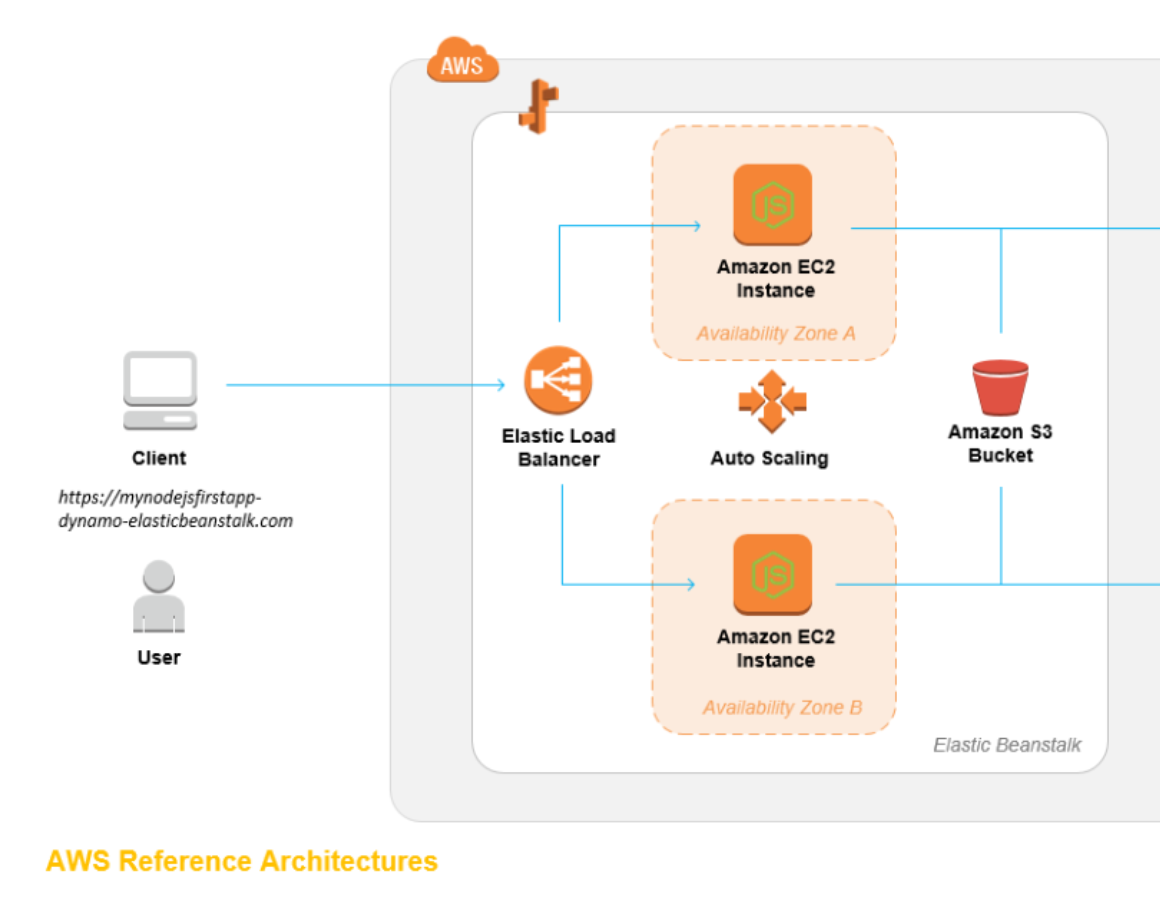 AWS
JS
Amazon EC2
Instance
Availability Zone A
Elastic Load
Balancer
Auto Scaling
Amazon S3
Bucket
Client
https://mynodejsfirstapp-
dynamo-elasticbeanstalk.com
User
JS
Amazon EC2
Instance
Availability Zone B
Elastic Beanstalk
AWS Reference Architectures